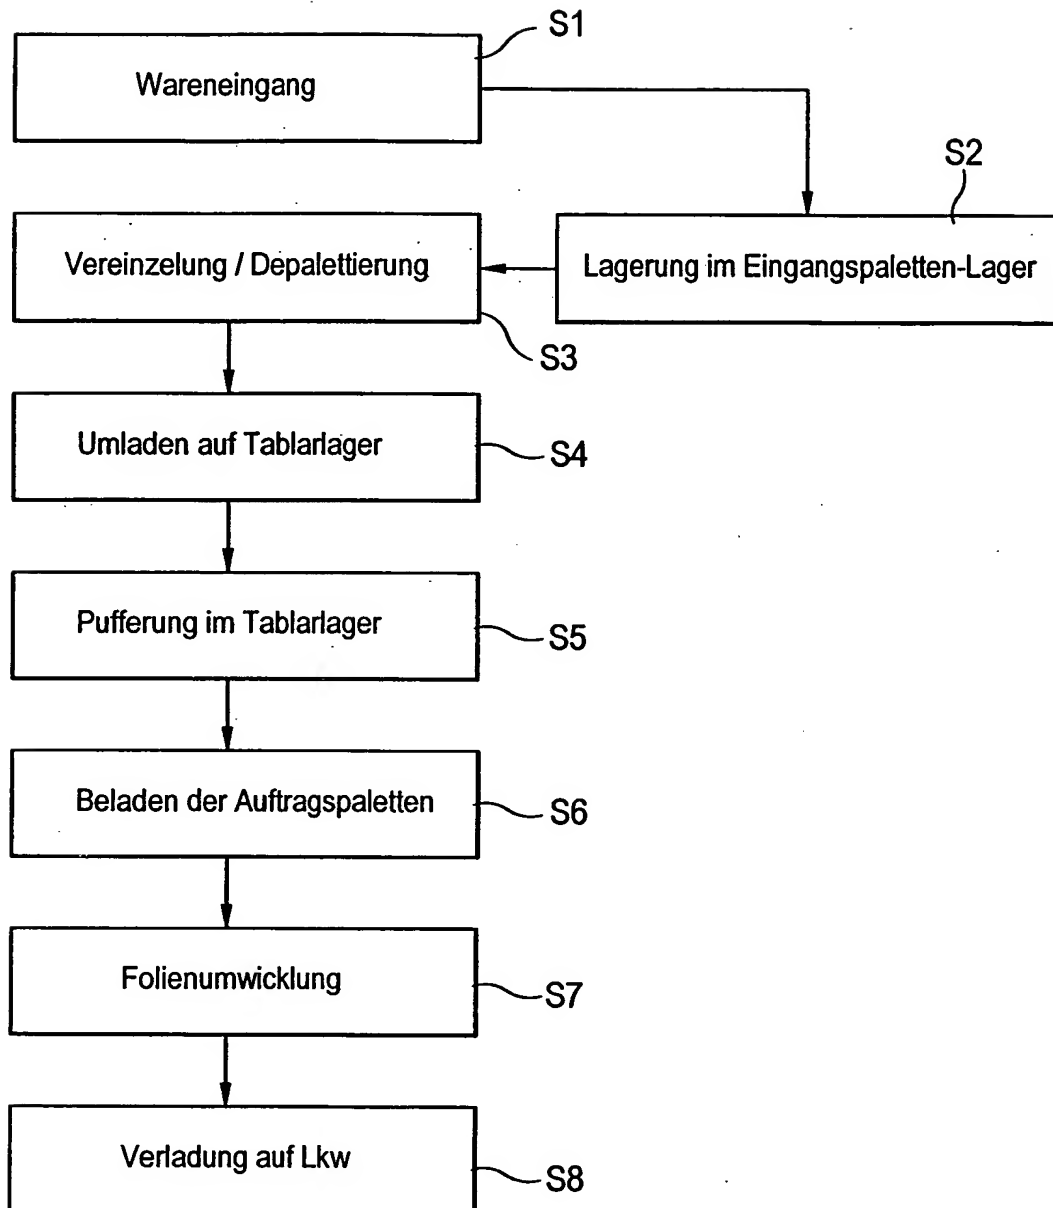 S1
Wareneingang
S2
Vereinzelung / Depalettierung
Lagerung im Eingangspaletten-Lager
S3
Umladen auf Tablarlager
S4
Pufferung im Tablarlager
S5
Beladen der Auftragspaletten
S6
Folienumwicklung
S7
Verladung auf Lkw
S8